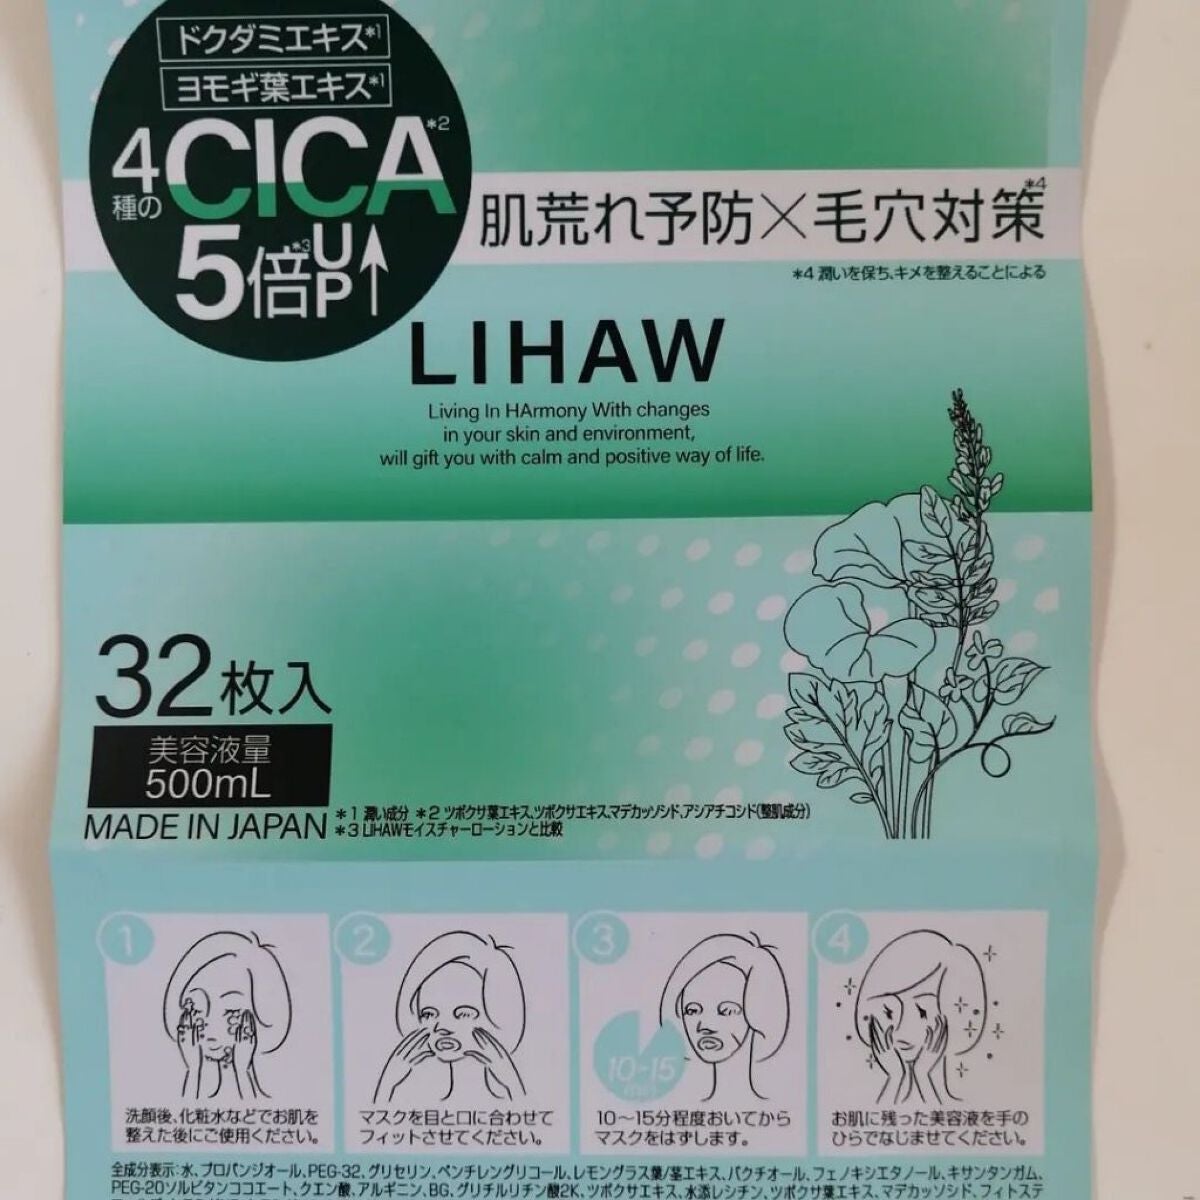 ドクダミエキス*1
ヨモギ葉エキス*1
4種のCICA*2
5倍*3UP↑
肌荒れ予防×毛穴対策*4
*4 潤いを保ち、キメを整えることによる
LIHAW
Living In HArmony With changes
in your skin and environment,
will gift you with calm and positive way of life.
32枚入
美容液量
500mL
MADE IN JAPAN
*1 潤い成分 *2 ツボクサ葉エキス、ツボクサエキス、マデカッソシド、アシアチコシド(整肌成分)
*3 LIHAWモイスチャーローションと比較
1
洗顔後、化粧水などでお肌を
整えた後にご使用ください。
2
マスクを目と口に合わせて
フィットさせてください。
3
10-15
10～15分程度おいてから
マスクをはずします。
4
お肌に残った美容液を手の
ひらでなじませてください。
全成分表示:水、プロパンジオール、PEG-32、グリセリン、ペンチレングリコール、レモングラス葉/茎エキス、バクチオール、フェノキシエタノール、キサンタンガム、
PEG-20ソルビタンココエート、クエン酸、アルギニン、BG、グリチルリチン酸2K、ツボクサエキス、水添レシチン、ツボクサ葉エキス、マデカッソシド、フィトステ